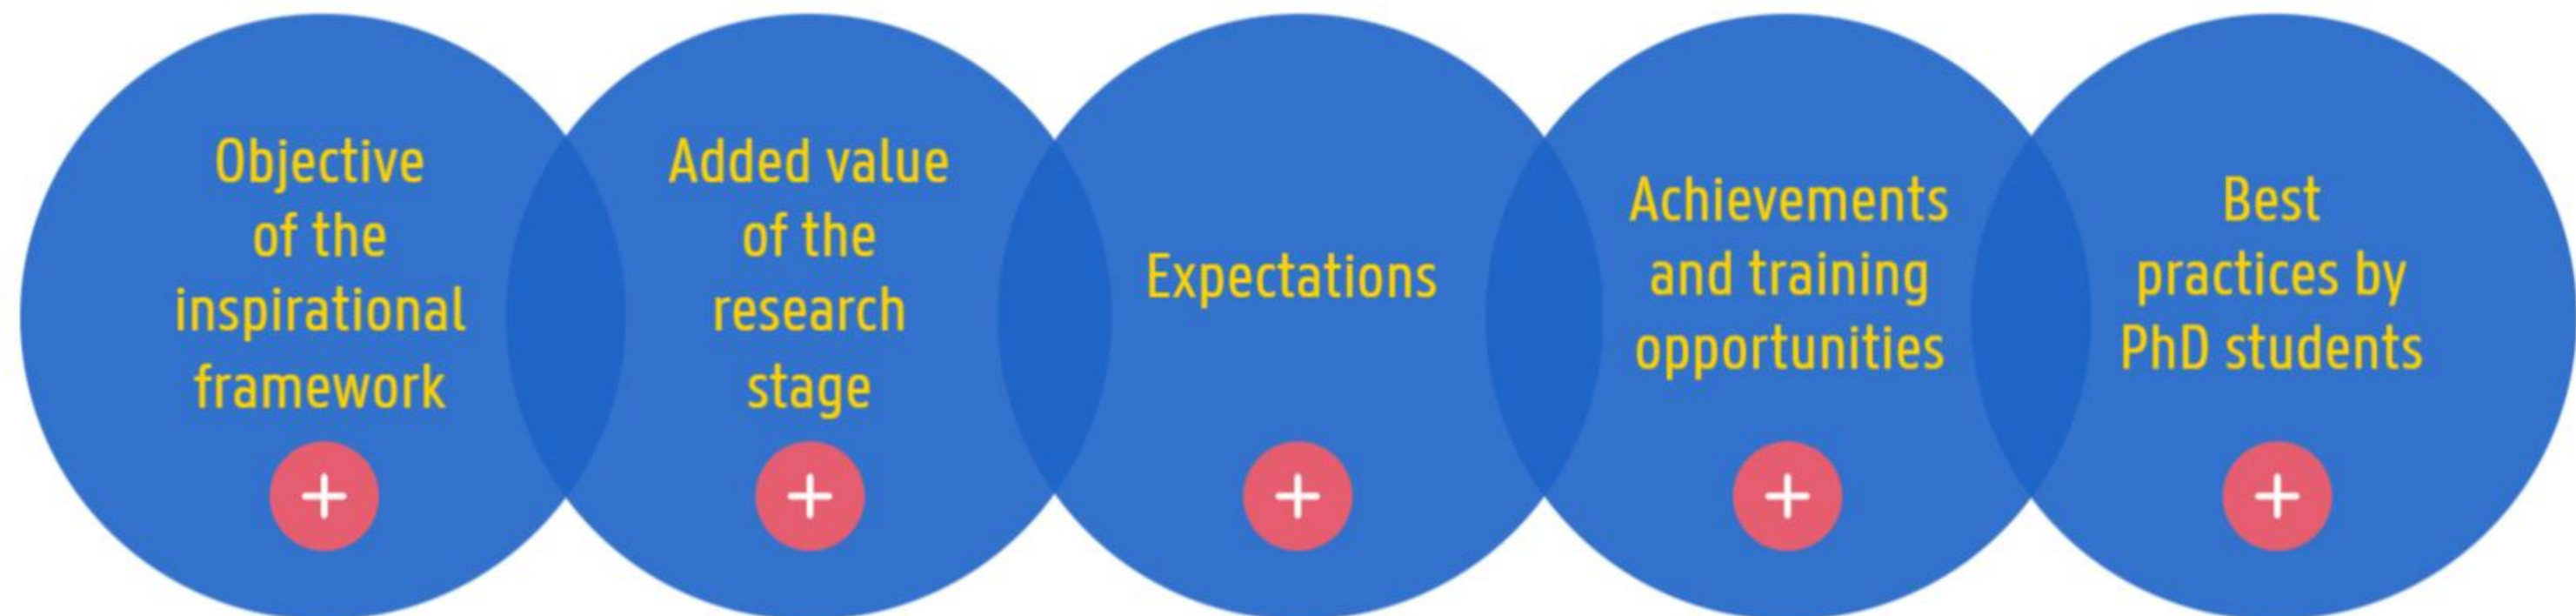 Objective
of the
inspirational
framework
+
Added value
of the
research
stage
+
Expectations
+
Achievements
and training
opportunities
+
Best
practices by
PhD students
+